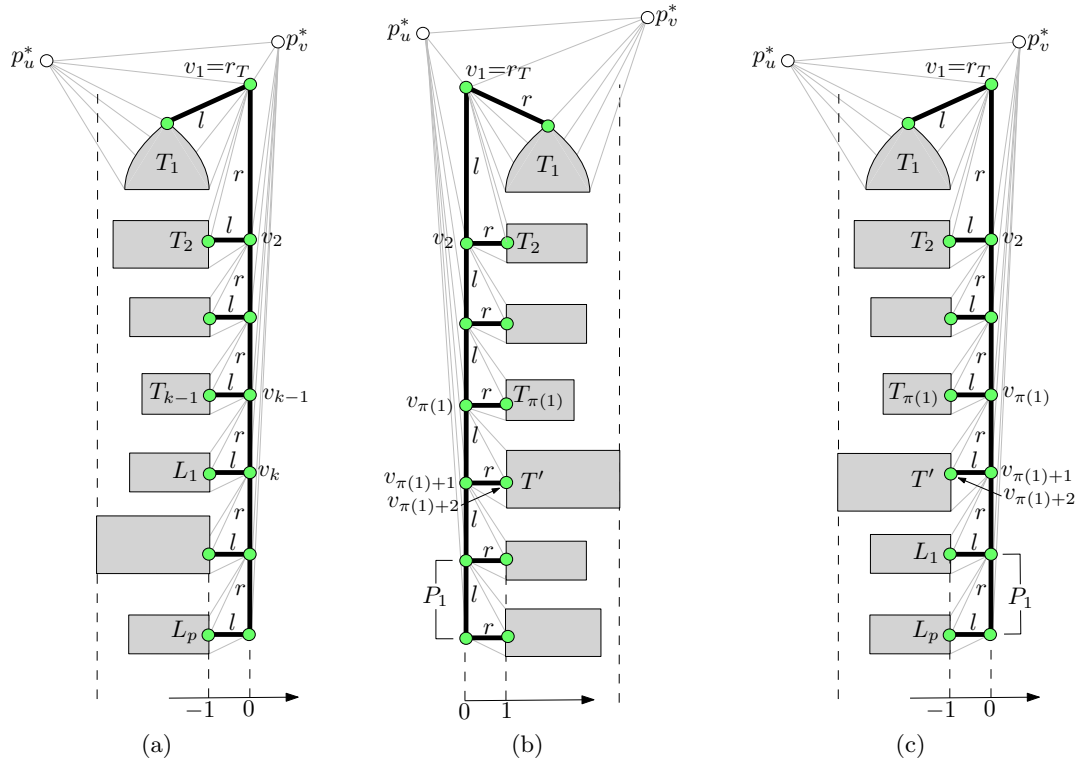 p*_u
p*_v
v_1=r_T
l
T_1
r
T_2
l
v_2
r
l
r
T_{k-1}
l
v_{k-1}
r
L_1
l
v_k
r
l
r
L_p
l
-1
0
(a)
p*_u
p*_v
v_1=r_T
r
l
T_1
v_2
r
T_2
l
r
l
v_{π(1)}
r
T_{π(1)}
l
v_{π(1)+1}
r
T'
v_{π(1)+2}
l
r
P_1
l
r
0
1
(b)
p*_u
p*_v
v_1=r_T
l
T_1
r
T_2
l
v_2
r
l
r
T_{π(1)}
l
v_{π(1)}
r
T'
l
v_{π(1)+1}
v_{π(1)+2}
r
L_1
l
P_1
r
L_p
l
-1
0
(c)